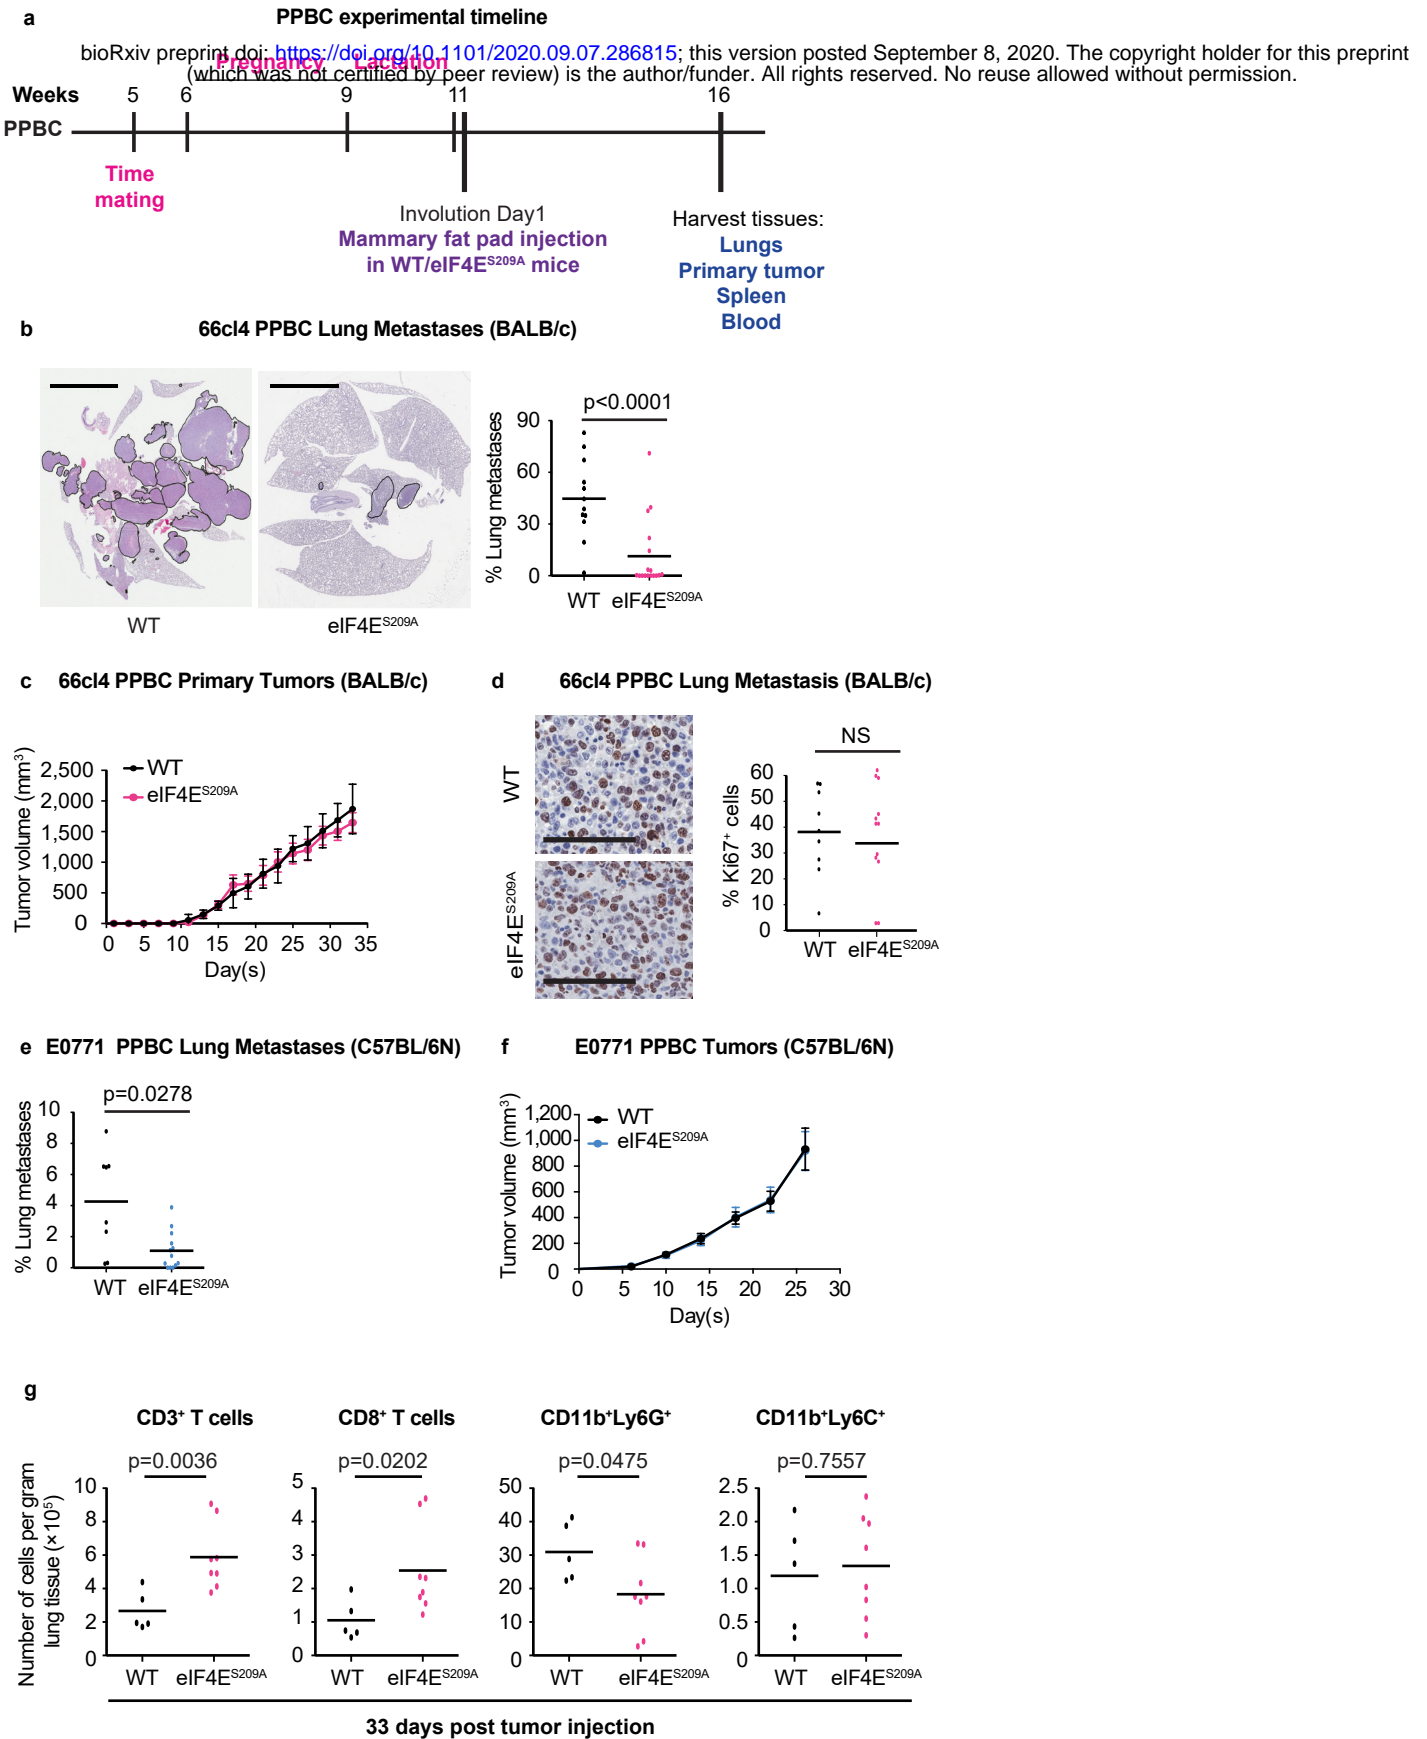 a
PPBC experimental timeline
bioRxiv preprint doi: https://doi.org/10.1101/2020.09.07.286815; this version posted September 8, 2020. The copyright holder for this preprint
Pregnancy Lactation
(which was not certified by peer review) is the author/funder. All rights reserved. No reuse allowed without permission.
Weeks 5 6 9 11 16
PPBC
Time
mating
Involution Day1
Mammary fat pad injection
in WT/eIF4E^S209A mice
Harvest tissues:
Lungs
Primary tumor
Spleen
Blood
b 66cl4 PPBC Lung Metastases (BALB/c)
WT
eIF4E^S209A
% Lung metastases
p<0.0001
90
60
30
0
WT eIF4E^S209A
c 66cl4 PPBC Primary Tumors (BALB/c)
Tumor volume (mm³)
2,500
2,000
1,500
1,000
500
0
WT
eIF4E^S209A
0 5 10 15 20 25 30 35
Day(s)
d 66cl4 PPBC Lung Metastasis (BALB/c)
WT
eIF4E^S209A
NS
% Ki67⁺ cells
60
50
40
30
20
10
0
WT eIF4E^S209A
e E0771 PPBC Lung Metastases (C57BL/6N)
p=0.0278
% Lung metastases
10
8
6
4
2
0
WT eIF4E^S209A
f E0771 PPBC Tumors (C57BL/6N)
Tumor volume (mm³)
1,200
1,000
800
600
400
200
0
WT
eIF4E^S209A
0 5 10 15 20 25 30
Day(s)
g
Number of cells per gram
lung tissue (×10⁵)
CD3⁺ T cells
p=0.0036
10
8
6
4
2
0
WT eIF4E^S209A
CD8⁺ T cells
p=0.0202
5
4
3
2
1
0
WT eIF4E^S209A
CD11b⁺Ly6G⁺
p=0.0475
50
40
30
20
10
0
WT eIF4E^S209A
CD11b⁺Ly6C⁺
p=0.7557
2.5
2.0
1.5
1.0
0.5
0
WT eIF4E^S209A
33 days post tumor injection